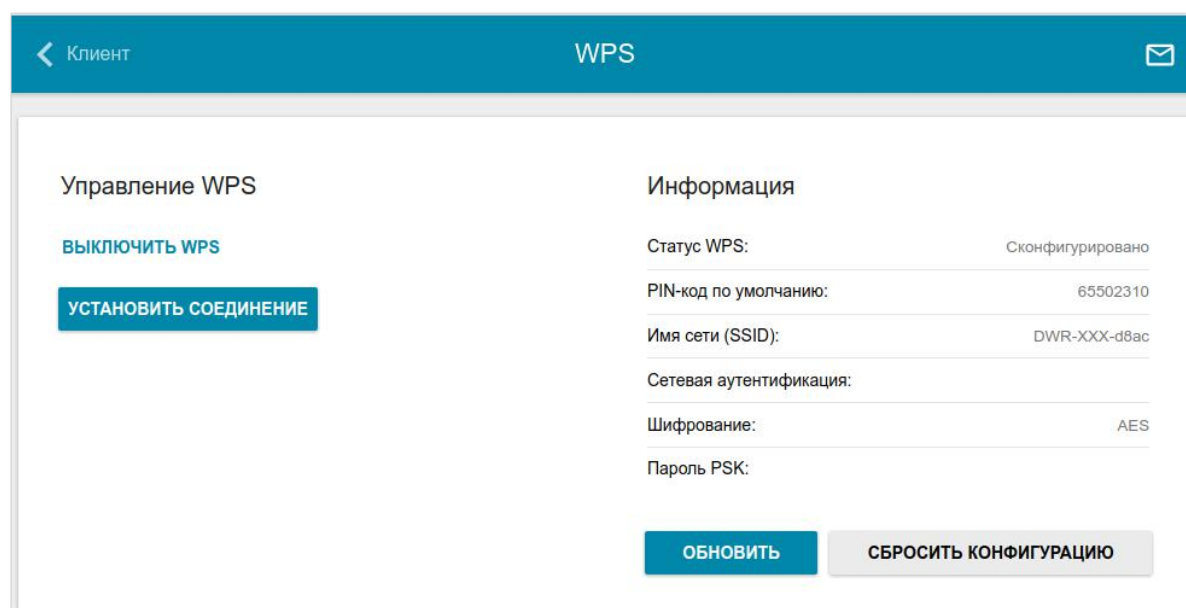 Клиент
WPS
Управление WPS
ВЫКЛЮЧИТЬ WPS
УСТАНОВИТЬ СОЕДИНЕНИЕ
Информация
Статус WPS: Сконфигурировано
PIN-код по умолчанию: 65502310
Имя сети (SSID): DWR-XXX-d8ac
Сетевая аутентификация:
Шифрование: AES
Пароль PSK:
ОБНОВИТЬ СБРОСИТЬ КОНФИГУРАЦИЮ